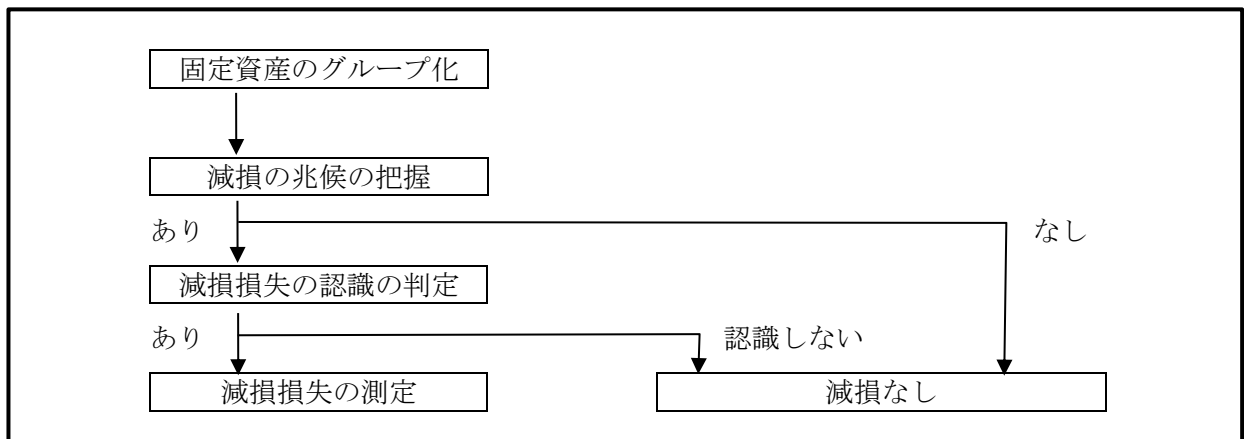 固定資産のグループ化
減損の兆候の把握
あり
なし
減損損失の認識の判定
あり
認識しない
減損損失の測定
減損なし